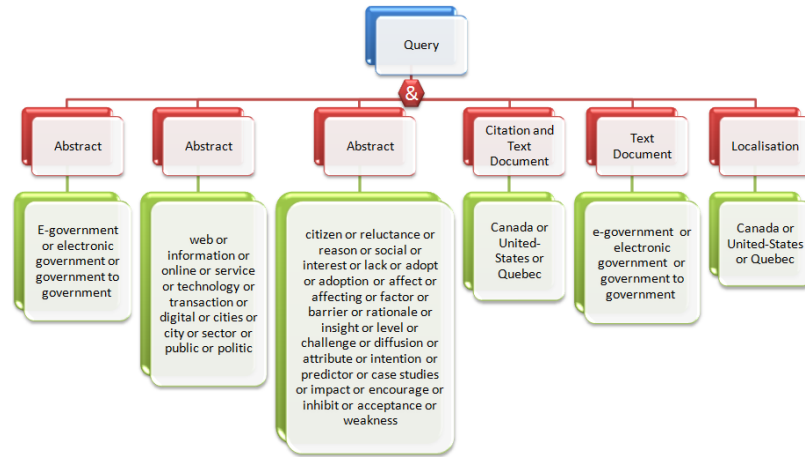 Query
&
Abstract
Abstract
Abstract
Citation and
Text
Document
Text
Document
Localisation
E-government
or electronic
government or
government to
government
web or
information or
online or service
or technology or
transaction or
digital or cities or
city or sector or
public or politic
citizen or reluctance or
reason or social or
interest or lack or adopt
or adoption or affect or
affecting or factor or
barrier or rationale or
insight or level or
challenge or diffusion or
attribute or intention or
predictor or case studies
or impact or encourage or
inhibit or acceptance or
weakness
Canada or
United-
States or
Quebec
e-government or
electronic
government or
government to
government
Canada or
United-States
or Quebec